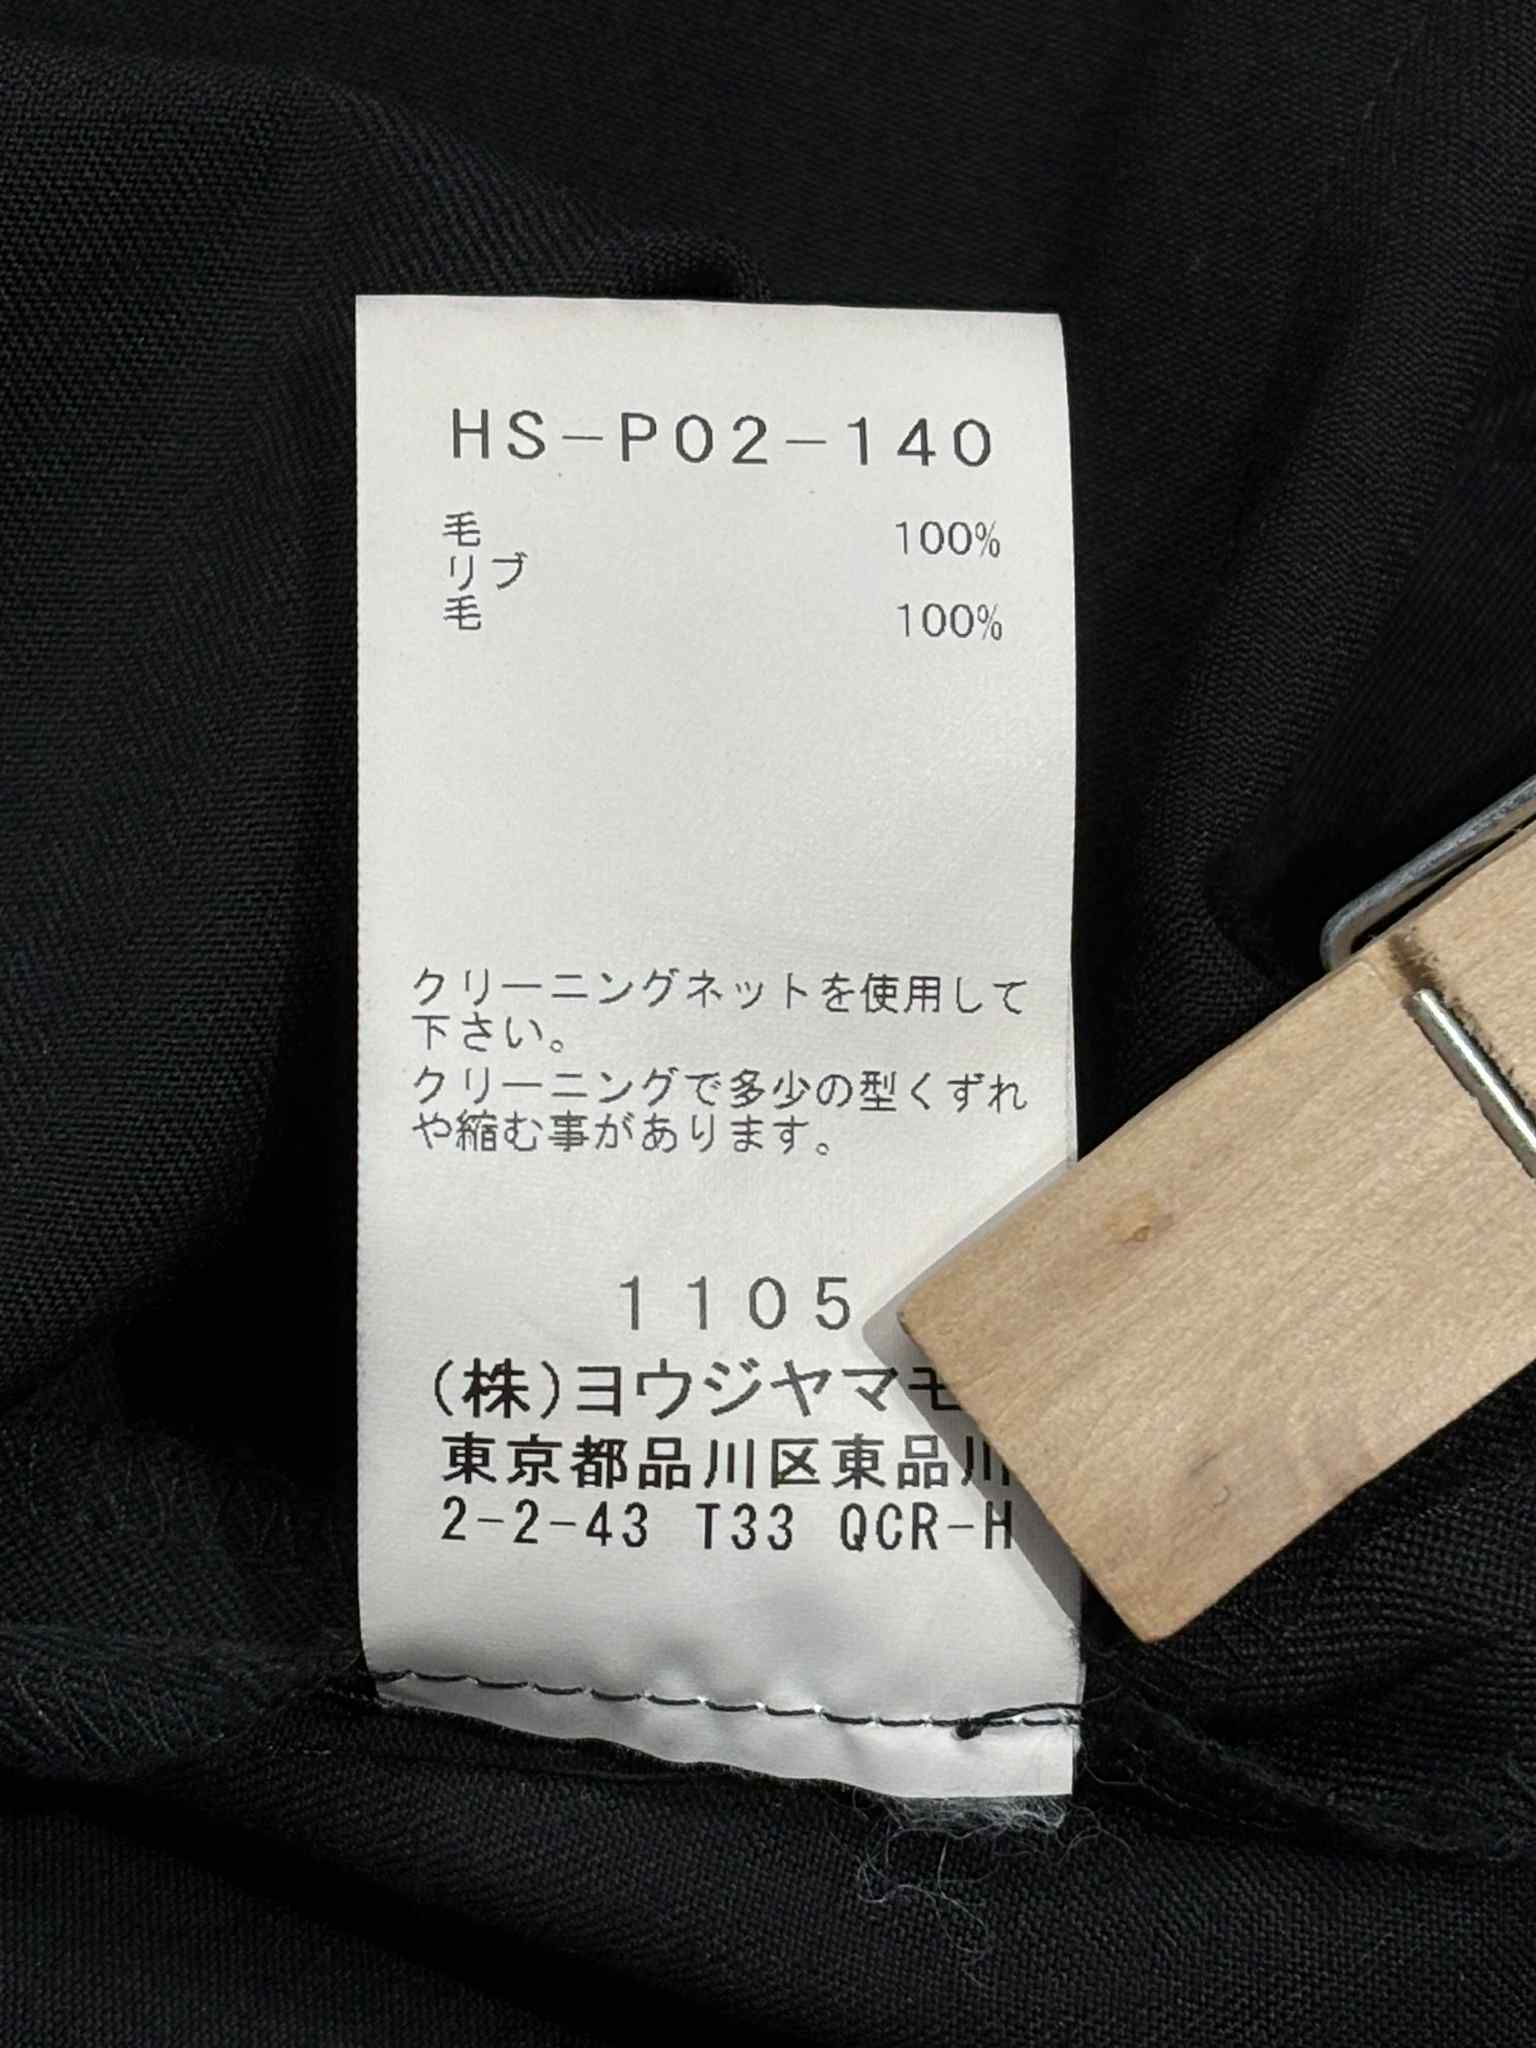 HS-P02-140
毛 100%
リブ
毛 100%
クリーニングネットを使用して
下さい。
クリーニングで多少の型くずれ
や縮む事があります。
1105
(株)ヨウジヤマモ
東京都品川区東品川
2-2-43 T33 QCR-H